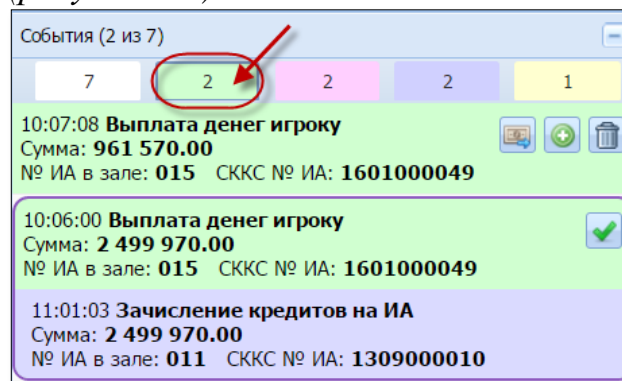 События (2 из 7)
7 2 2 2 1
10:07:08 Выплата денег игроку
Сумма: 961 570.00
№ ИА в зале: 015 СККС № ИА: 1601000049
10:06:00 Выплата денег игроку
Сумма: 2 499 970.00
№ ИА в зале: 015 СККС № ИА: 1601000049
11:01:03 Зачисление кредитов на ИА
Сумма: 2 499 970.00
№ ИА в зале: 011 СККС № ИА: 1309000010